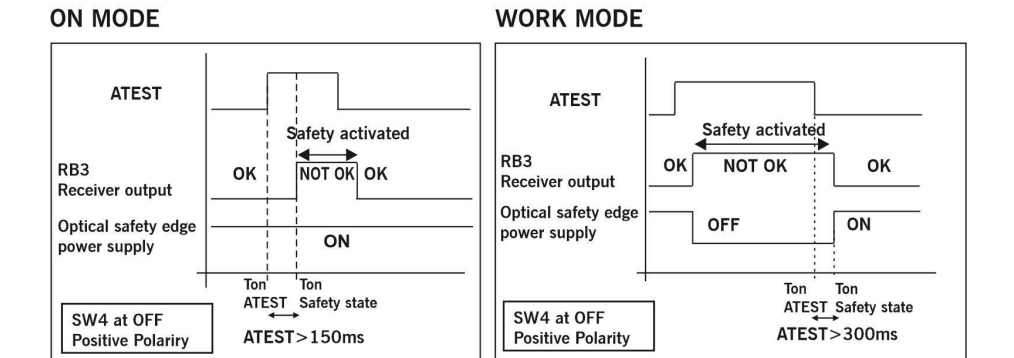 ON MODE
ATEST
Safety activated
RB3
Receiver output
OK
NOT OK
OK
Optical safety edge
power supply
ON
Ton
ATEST
Ton
Safety state
ATEST>150ms
SW4 at OFF
Positive Polariry
WORK MODE
ATEST
Safety activated
RB3
Receiver output
OK
NOT OK
OK
Optical safety edge
power supply
OFF
ON
Ton
ATEST
Ton
Safety state
ATEST>300ms
SW4 at OFF
Positive Polarity